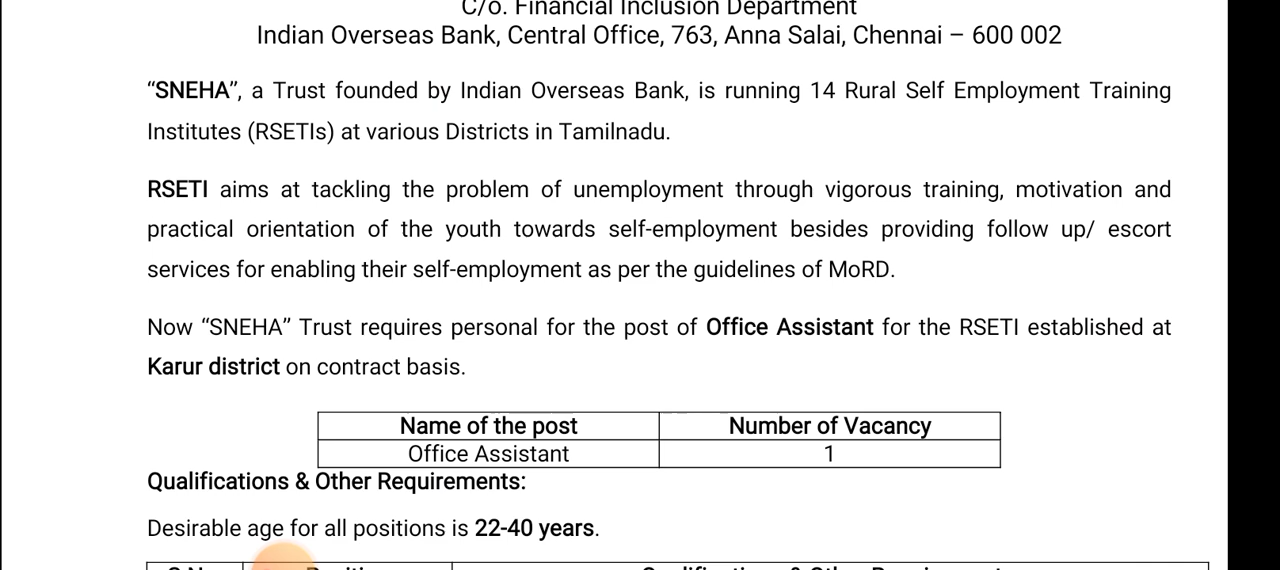 C/o. Financial Inclusion Department
Indian Overseas Bank, Central Office, 763, Anna Salai, Chennai – 600 002
“SNEHA”, a Trust founded by Indian Overseas Bank, is running 14 Rural Self Employment Training
Institutes (RSETIs) at various Districts in Tamilnadu.
RSETI aims at tackling the problem of unemployment through vigorous training, motivation and
practical orientation of the youth towards self-employment besides providing follow up/ escort
services for enabling their self-employment as per the guidelines of MoRD.
Now “SNEHA” Trust requires personal for the post of Office Assistant for the RSETI established at
Karur district on contract basis.
Name of the post Number of Vacancy
Office Assistant 1
Qualifications & Other Requirements:
Desirable age for all positions is 22-40 years.